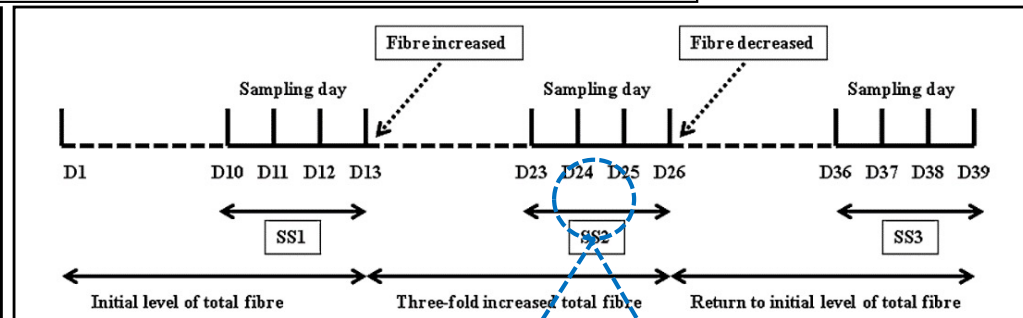 Fibre increased
Fibre decreased
Sampling day
Sampling day
Sampling day
D1
D10 D11 D12 D13
D23 D24 D25 D26
D36 D37 D38 D39
SS1
SS2
SS3
Initial level of total fibre
Three-fold increased total fibre
Return to initial level of total fibre